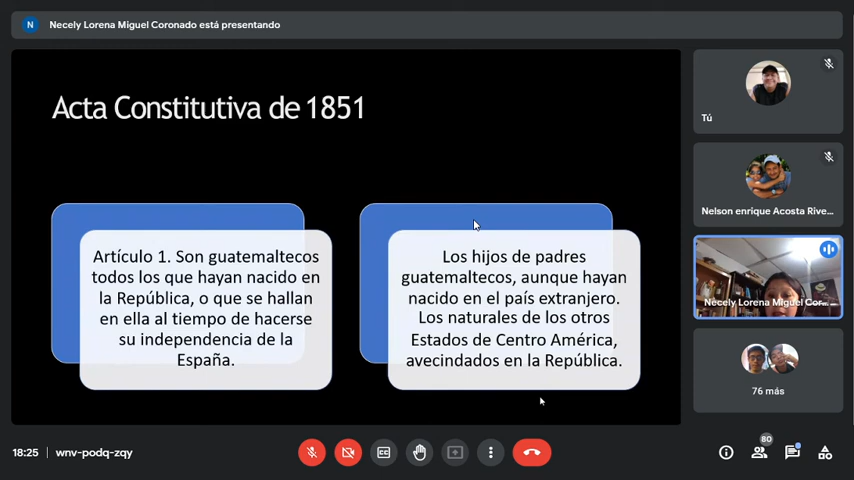 N Necely Lorena Miguel Coronado está presentando
Acta Constitutiva de 1851
Artículo 1. Son guatemaltecos
todos los que hayan nacido en
la República, o que se hallan
en ella al tiempo de hacerse
su independencia de la
España.
Los hijos de padres
guatemaltecos, aunque hayan
nacido en el país extranjero.
Los naturales de los otros
Estados de Centro América,
avecindados en la República.
Tú
Nelson enrique Acosta Rive...
Necely Lorena Miguel Cor...
76 más
18:25 wnv-podq-zqy
80